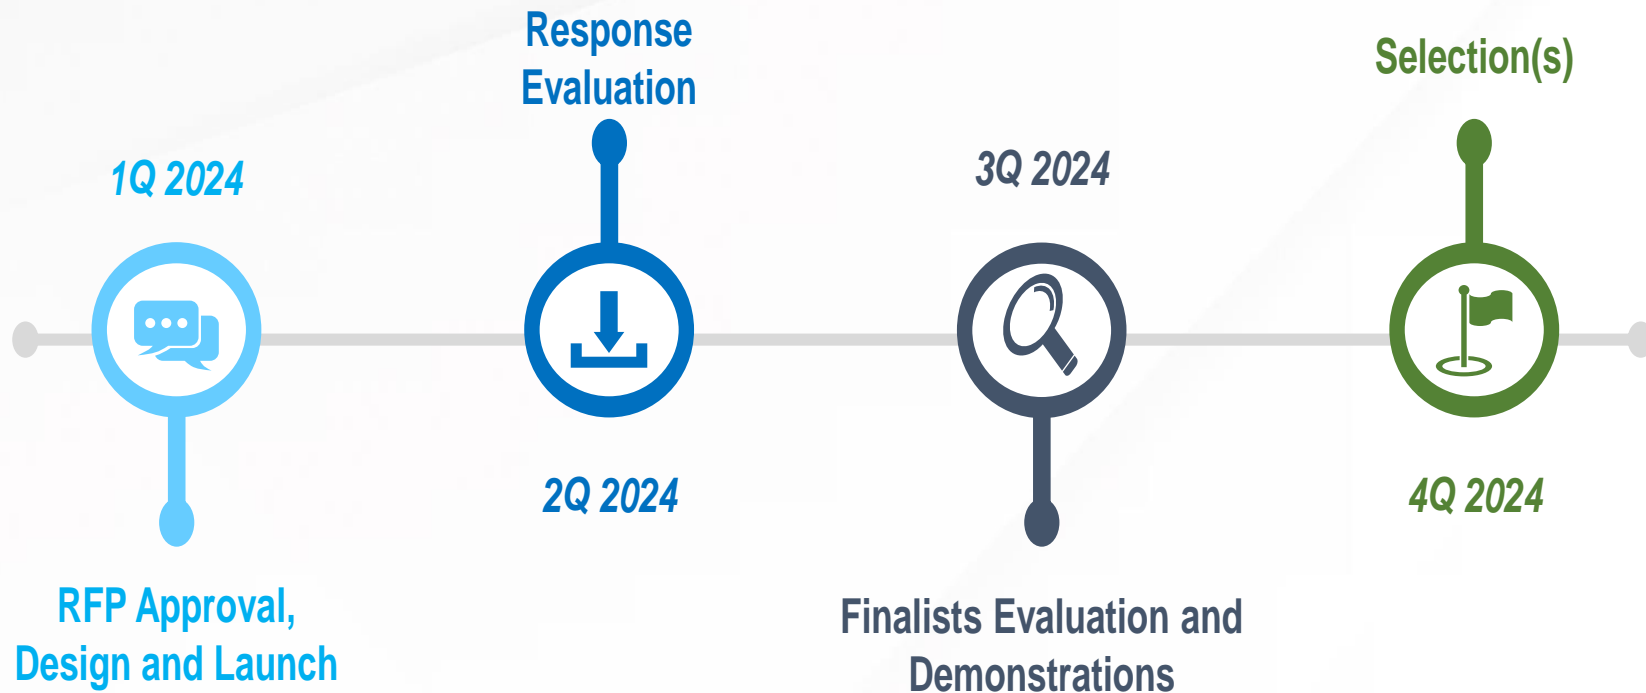 1Q 2024
RFP Approval,
Design and Launch
Response
Evaluation
2Q 2024
3Q 2024
Finalists Evaluation and
Demonstrations
Selection(s)
4Q 2024